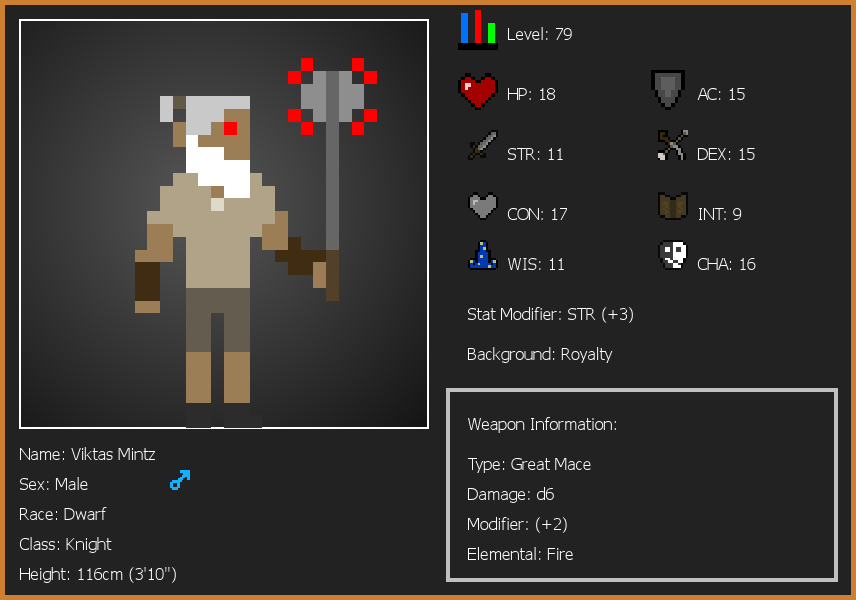 Level: 79
HP: 18
AC: 15
STR: 11
DEX: 15
CON: 17
INT: 9
WIS: 11
CHA: 16
Stat Modifier: STR (+3)
Background: Royalty
Weapon Information:
Type: Great Mace
Damage: d6
Modifier: (+2)
Elemental: Fire
Name: Viktas Mintz
Sex: Male
Race: Dwarf
Class: Knight
Height: 116cm (3'10")